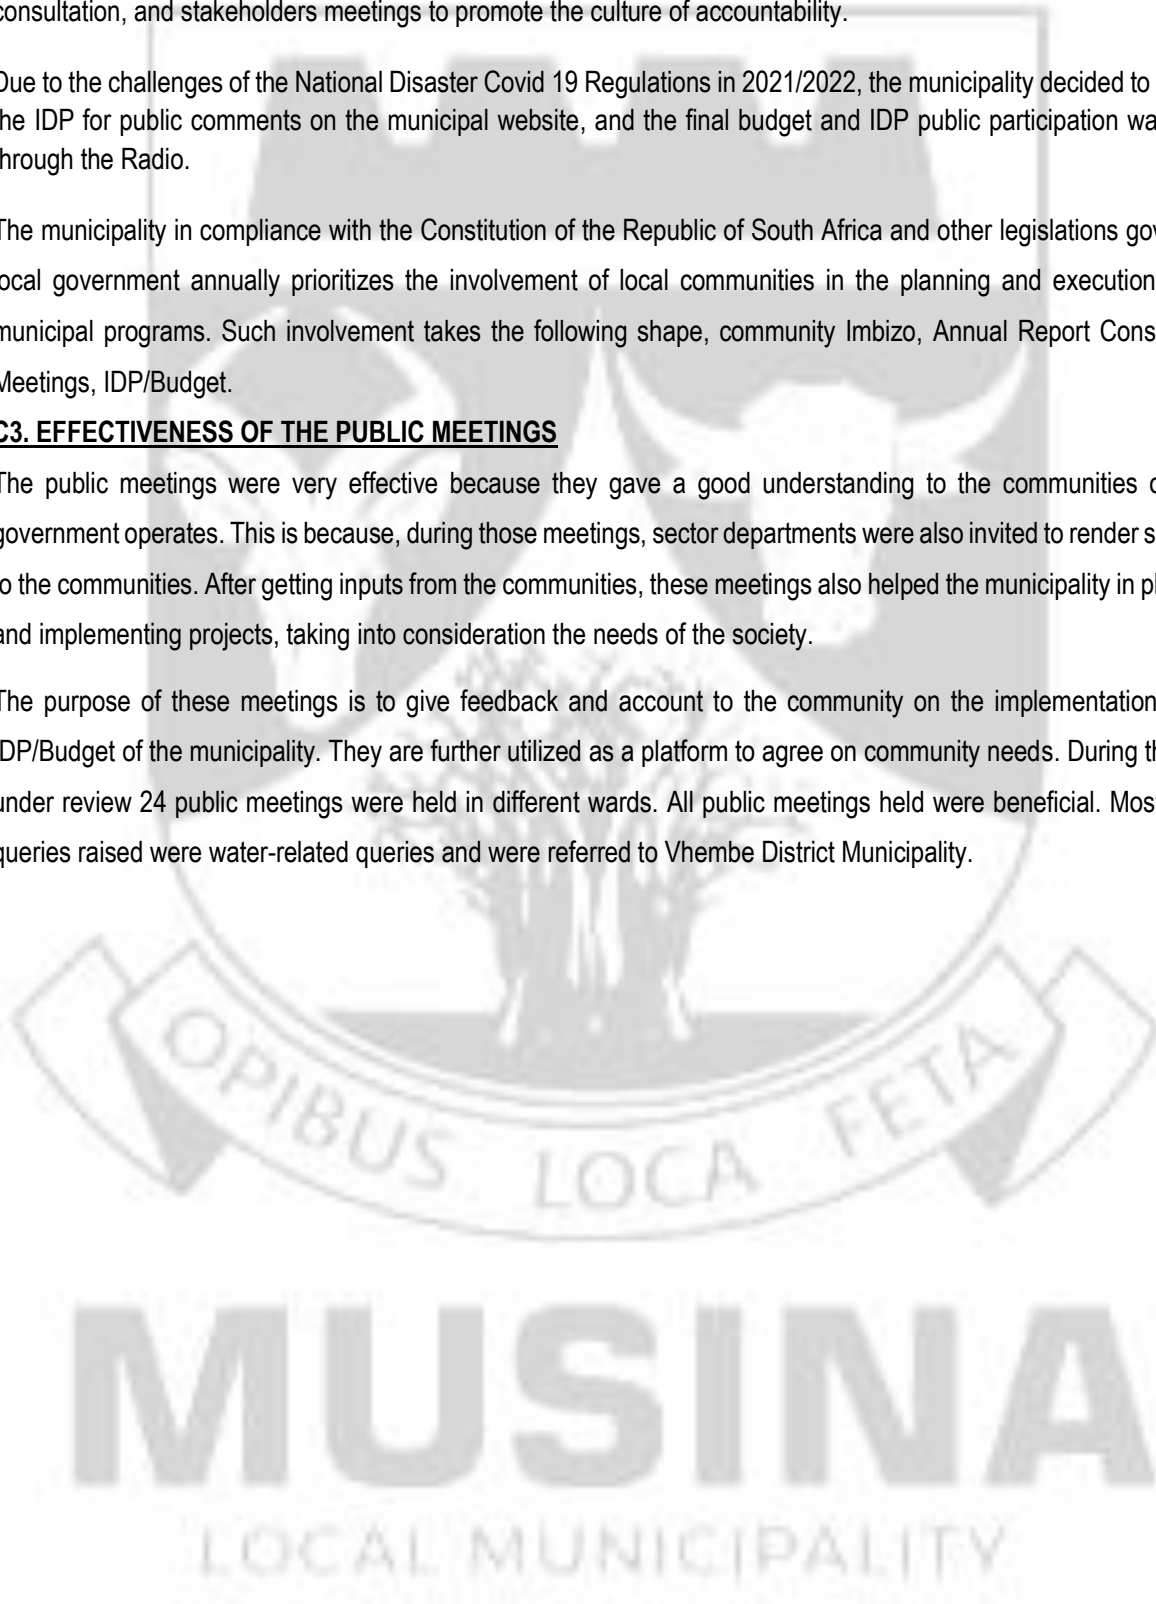 consultation, and stakeholders meetings to promote the culture of accountability.
Due to the challenges of the National Disaster Covid 19 Regulations in 2021/2022, the municipality decided to
the IDP for public comments on the municipal website, and the final budget and IDP public participation wa
through the Radio.
The municipality in compliance with the Constitution of the Republic of South Africa and other legislations gov
local government annually prioritizes the involvement of local communities in the planning and execution
municipal programs. Such involvement takes the following shape, community Imbizo, Annual Report Cons
Meetings, IDP/Budget.
C3. EFFECTIVENESS OF THE PUBLIC MEETINGS
The public meetings were very effective because they gave a good understanding to the communities o
government operates. This is because, during those meetings, sector departments were also invited to render s
to the communities. After getting inputs from the communities, these meetings also helped the municipality in pl
and implementing projects, taking into consideration the needs of the society.
The purpose of these meetings is to give feedback and account to the community on the implementation
IDP/Budget of the municipality. They are further utilized as a platform to agree on community needs. During th
under review 24 public meetings were held in different wards. All public meetings held were beneficial. Most
queries raised were water-related queries and were referred to Vhembe District Municipality.
OPIBUS LOCA FETA
MUSINA
LOCAL MUNICIPALITY